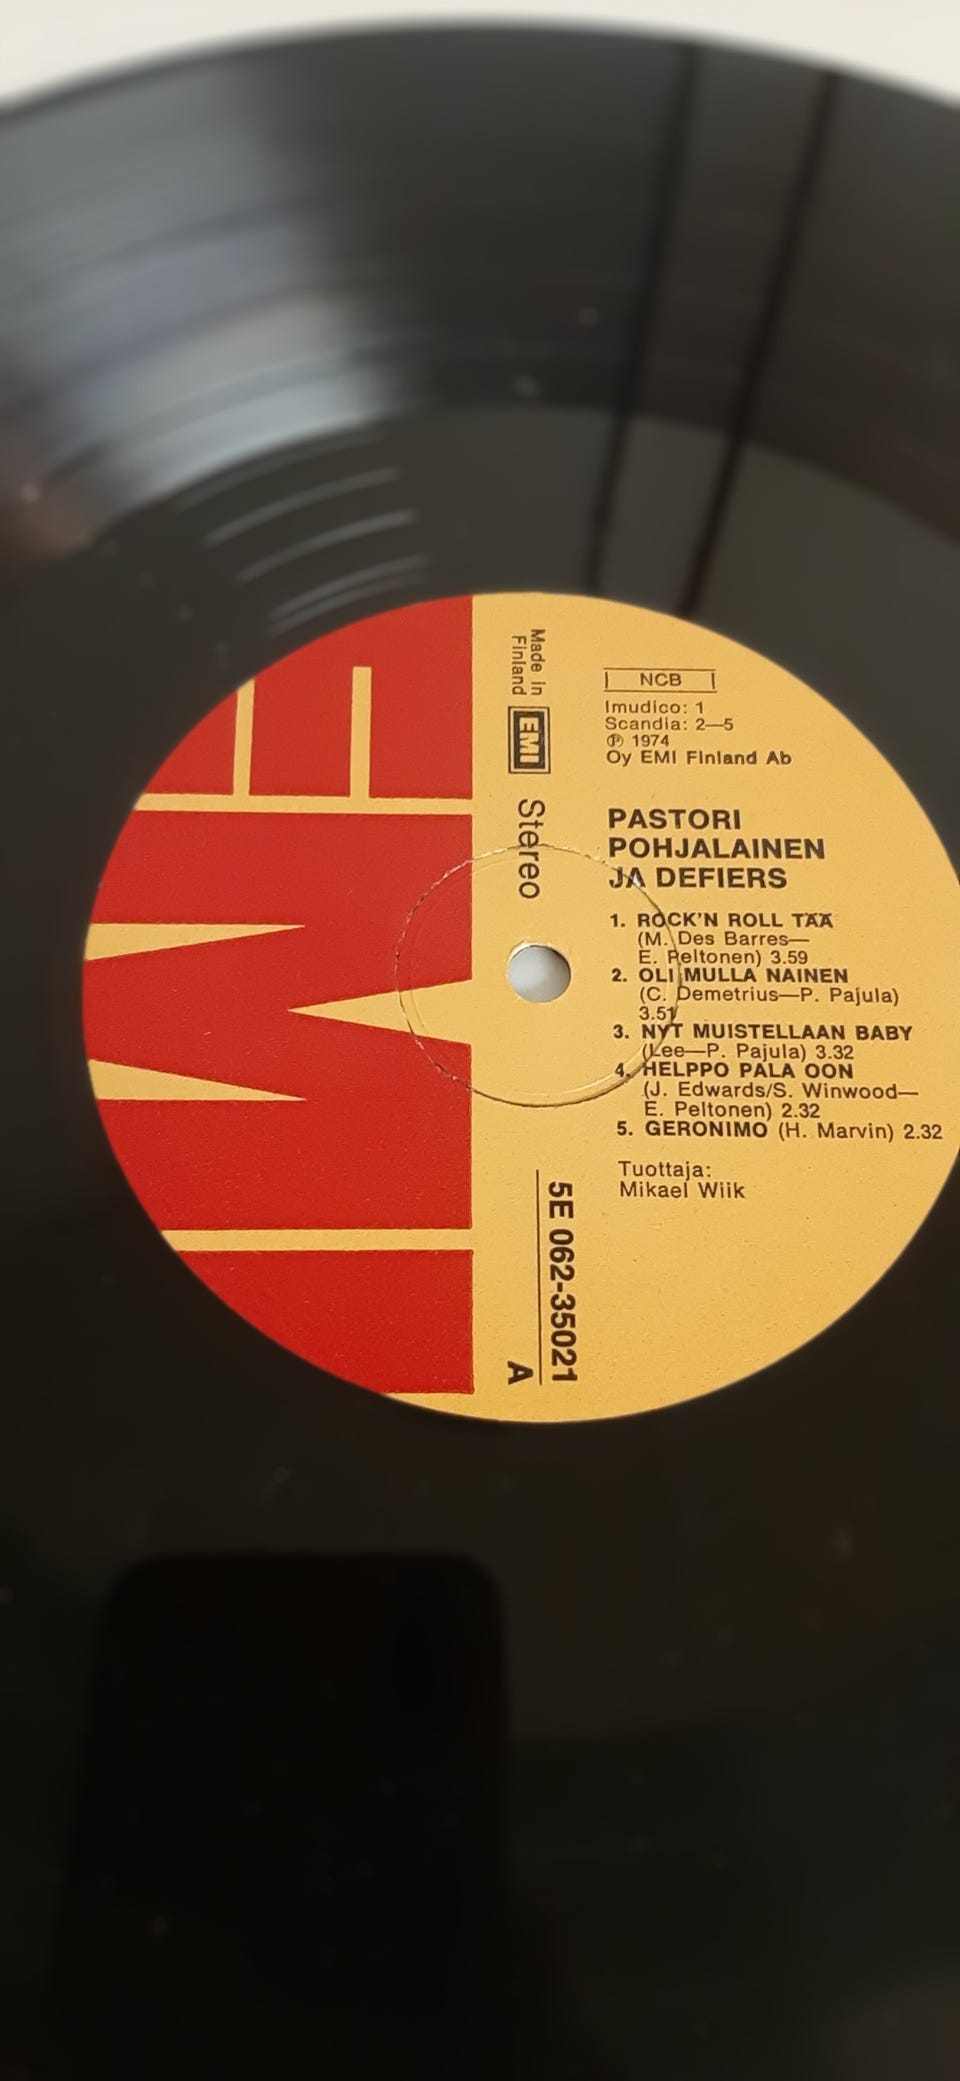 EMI
Made in
Finland
EMI
Stereo
NCB
Imudico: 1
Scandia: 2—5
℗ 1974
Oy EMI Finland Ab
PASTORI
POHJALAINEN
JA DEFIERS
1. ROCK'N ROLL TÄÄ
(M. Des Barres—
E. Peltonen) 3.59
2. OLI MULLA NAINEN
(C. Demetrius—P. Pajula)
3.51
3. NYT MUISTELLAAN BABY
(Lee—P. Pajula) 3.32
4. HELPPO PALA OON
(J. Edwards/S. Winwood—
E. Peltonen) 2.32
5. GERONIMO (H. Marvin) 2.32
Tuottaja:
Mikael Wiik
5E 062-35021
A